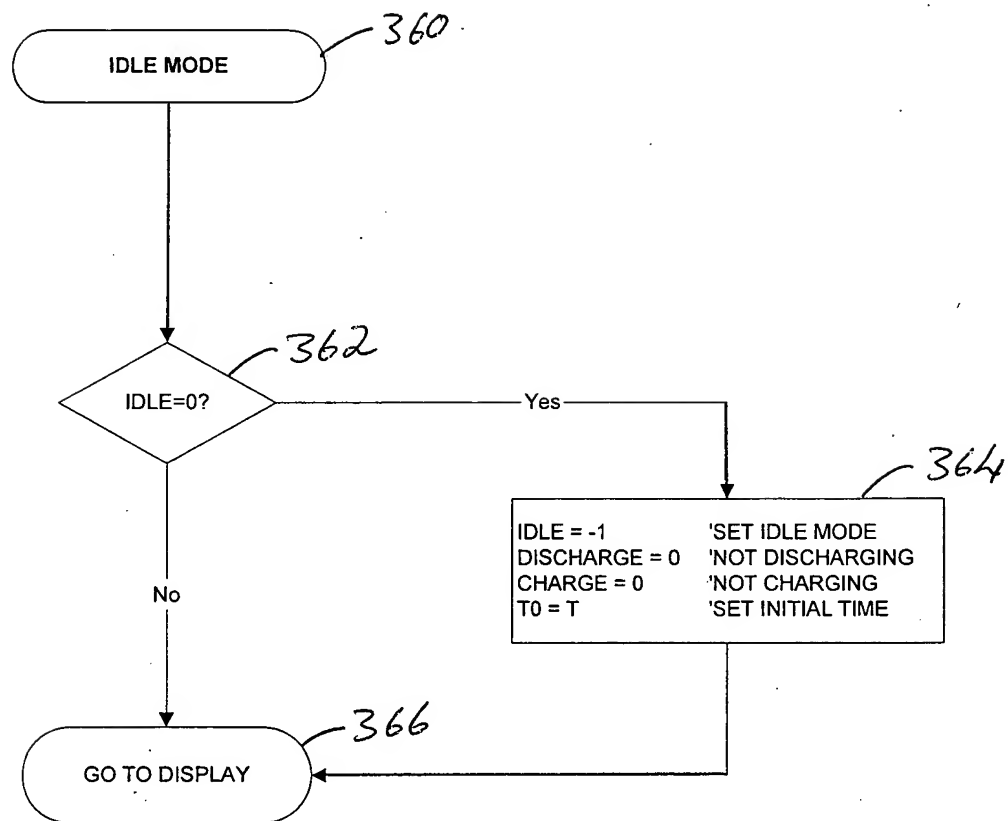 360
IDLE MODE
362
IDLE=0?
Yes
364
IDLE = -1 'SET IDLE MODE
DISCHARGE = 0 'NOT DISCHARGING
CHARGE = 0 'NOT CHARGING
T0 = T 'SET INITIAL TIME
No
366
GO TO DISPLAY